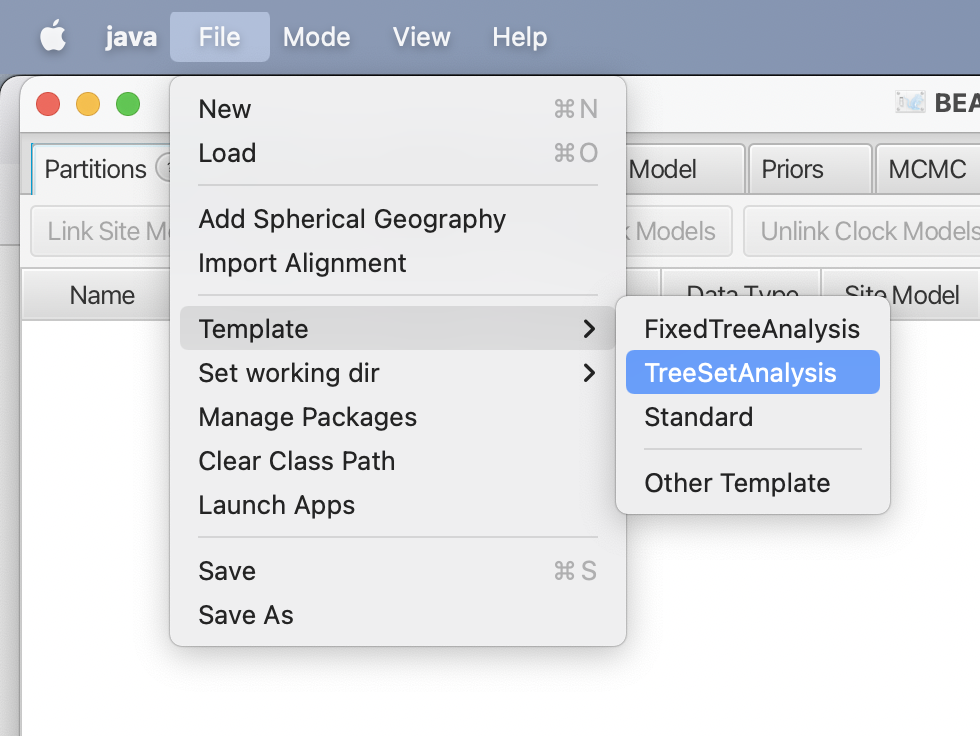 java File Mode View Help
BEA
New ⌘N
Load ⌘O
Partitions ?
Model Priors MCMC
Link Site M
k Models Unlink Clock Models
Add Spherical Geography
Import Alignment
Name Data Type Site Model
Template
FixedTreeAnalysis
TreeSetAnalysis
Standard
Other Template
Set working dir
Manage Packages
Clear Class Path
Launch Apps
Save ⌘S
Save As